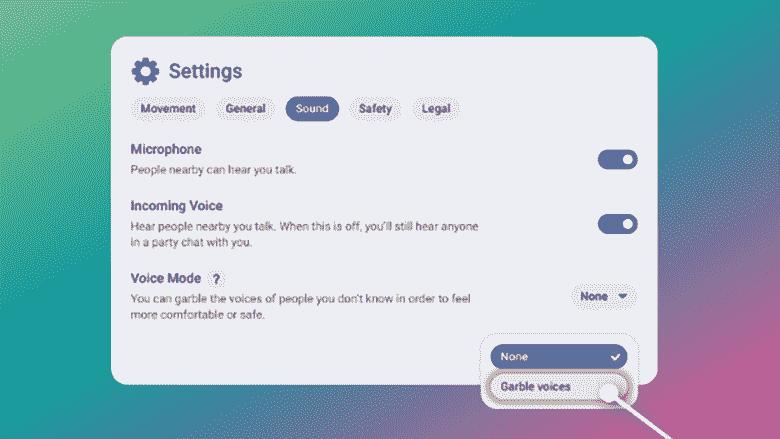 Settings
Movement General Sound Safety Legal
Microphone
People nearby can hear you talk.
Incoming Voice
Hear people nearby you talk. When this is off, you'll still hear anyone
in a party chat with you.
Voice Mode ?
You can garble the voices of people you don't know in order to feel
more comfortable or safe.
None
None
Garble voices